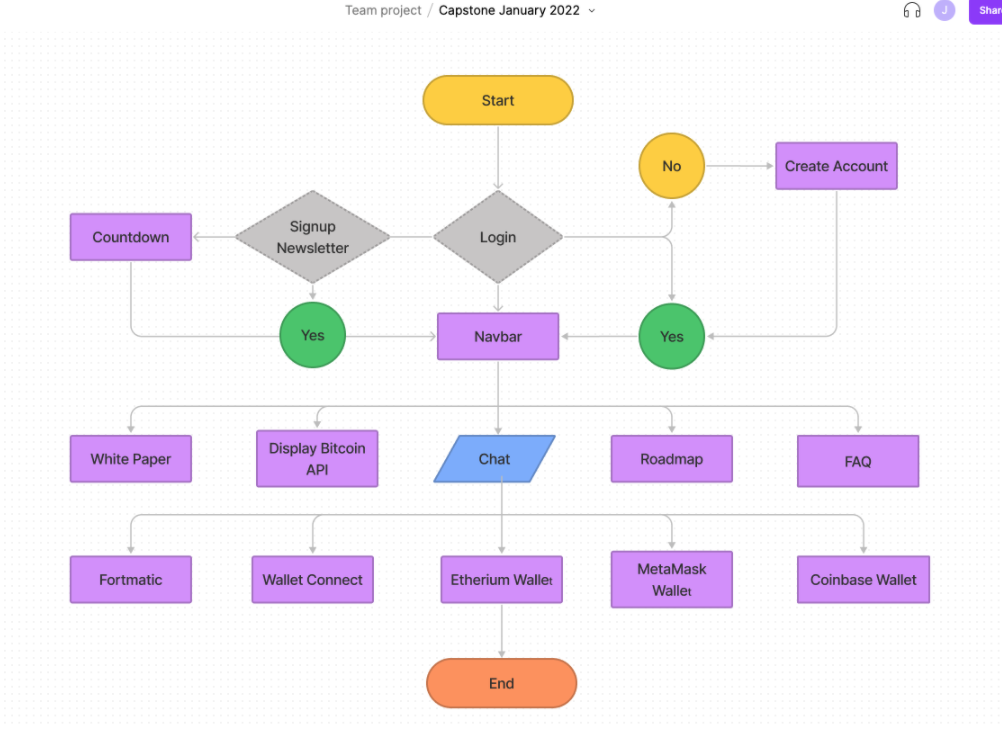 Team project / Capstone January 2022
J
Shar
Start
No
Create Account
Countdown
Signup
Newsletter
Login
Yes
Navbar
Yes
White Paper
Display Bitcoin
API
Chat
Roadmap
FAQ
Fortmatic
Wallet Connect
Etherium Wallet
MetaMask
Wallet
Coinbase Wallet
End